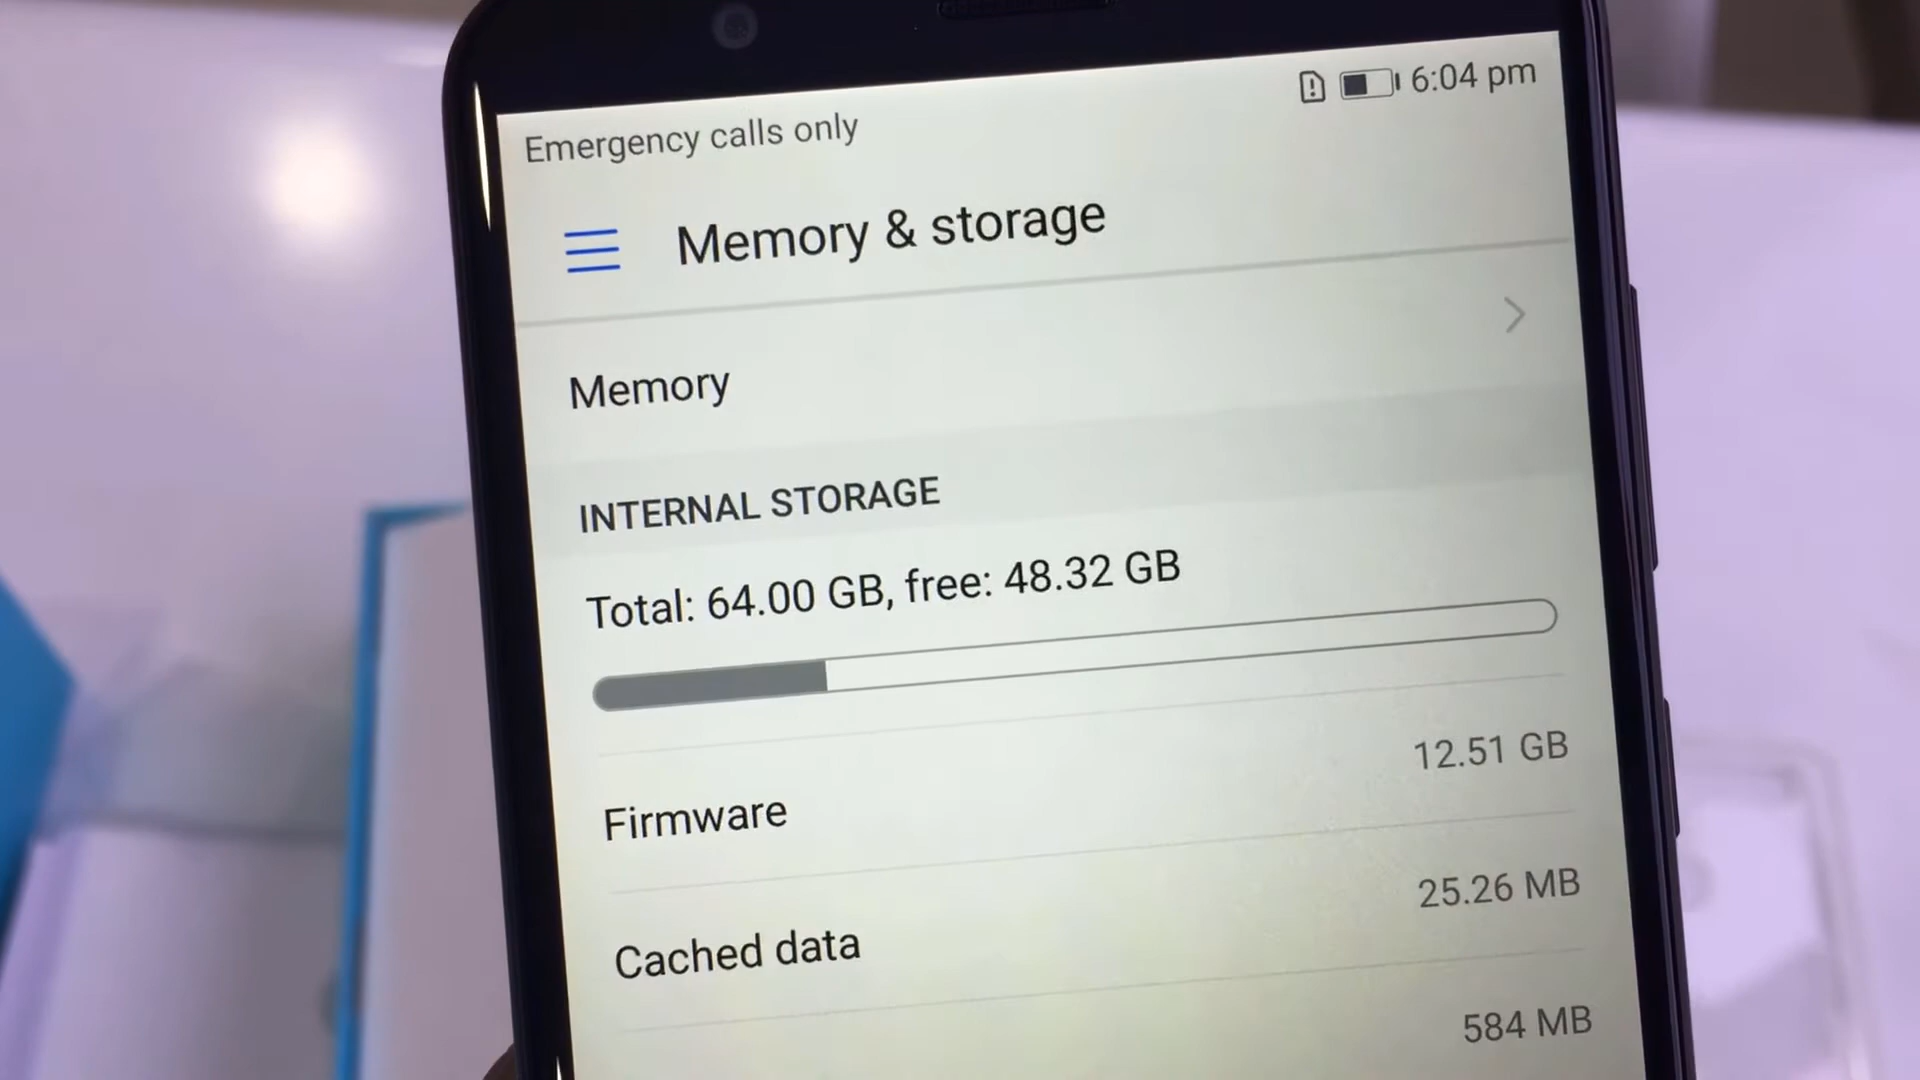 Emergency calls only 6:04 pm
Memory & storage
Memory
INTERNAL STORAGE
Total: 64.00 GB, free: 48.32 GB
Firmware 12.51 GB
Cached data 25.26 MB
584 MB